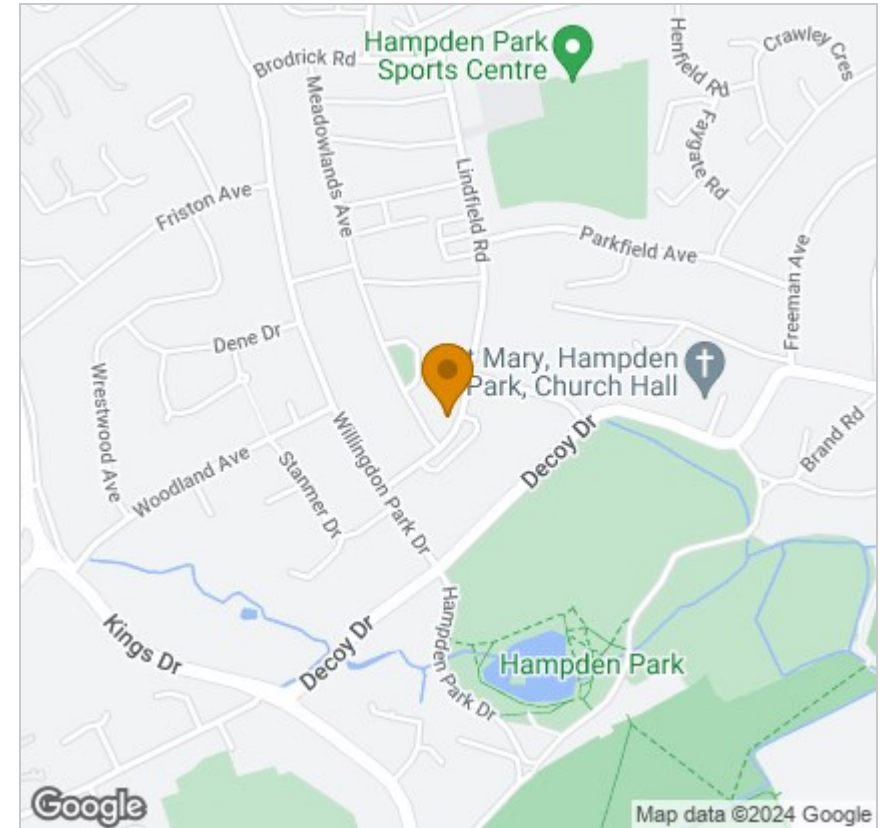 Hampden Park
Sports Centre
Henfield Rd
Crawley Cres
Brodrick Rd
Faygate Rd
Meadowlands Ave
Lindfield Rd
Friston Ave
Parkfield Ave
Freeman Ave
Dene Dr
Mary, Hampden
Park, Church Hall
Wrestwood Ave
Willingdon Park Dr
Decoy Dr
Brand Rd
Woodland Ave
Stanmer Dr
Hampden Park Dr
Kings Dr
Decoy Dr
Hampden Park
Google
Map data ©2024 Google